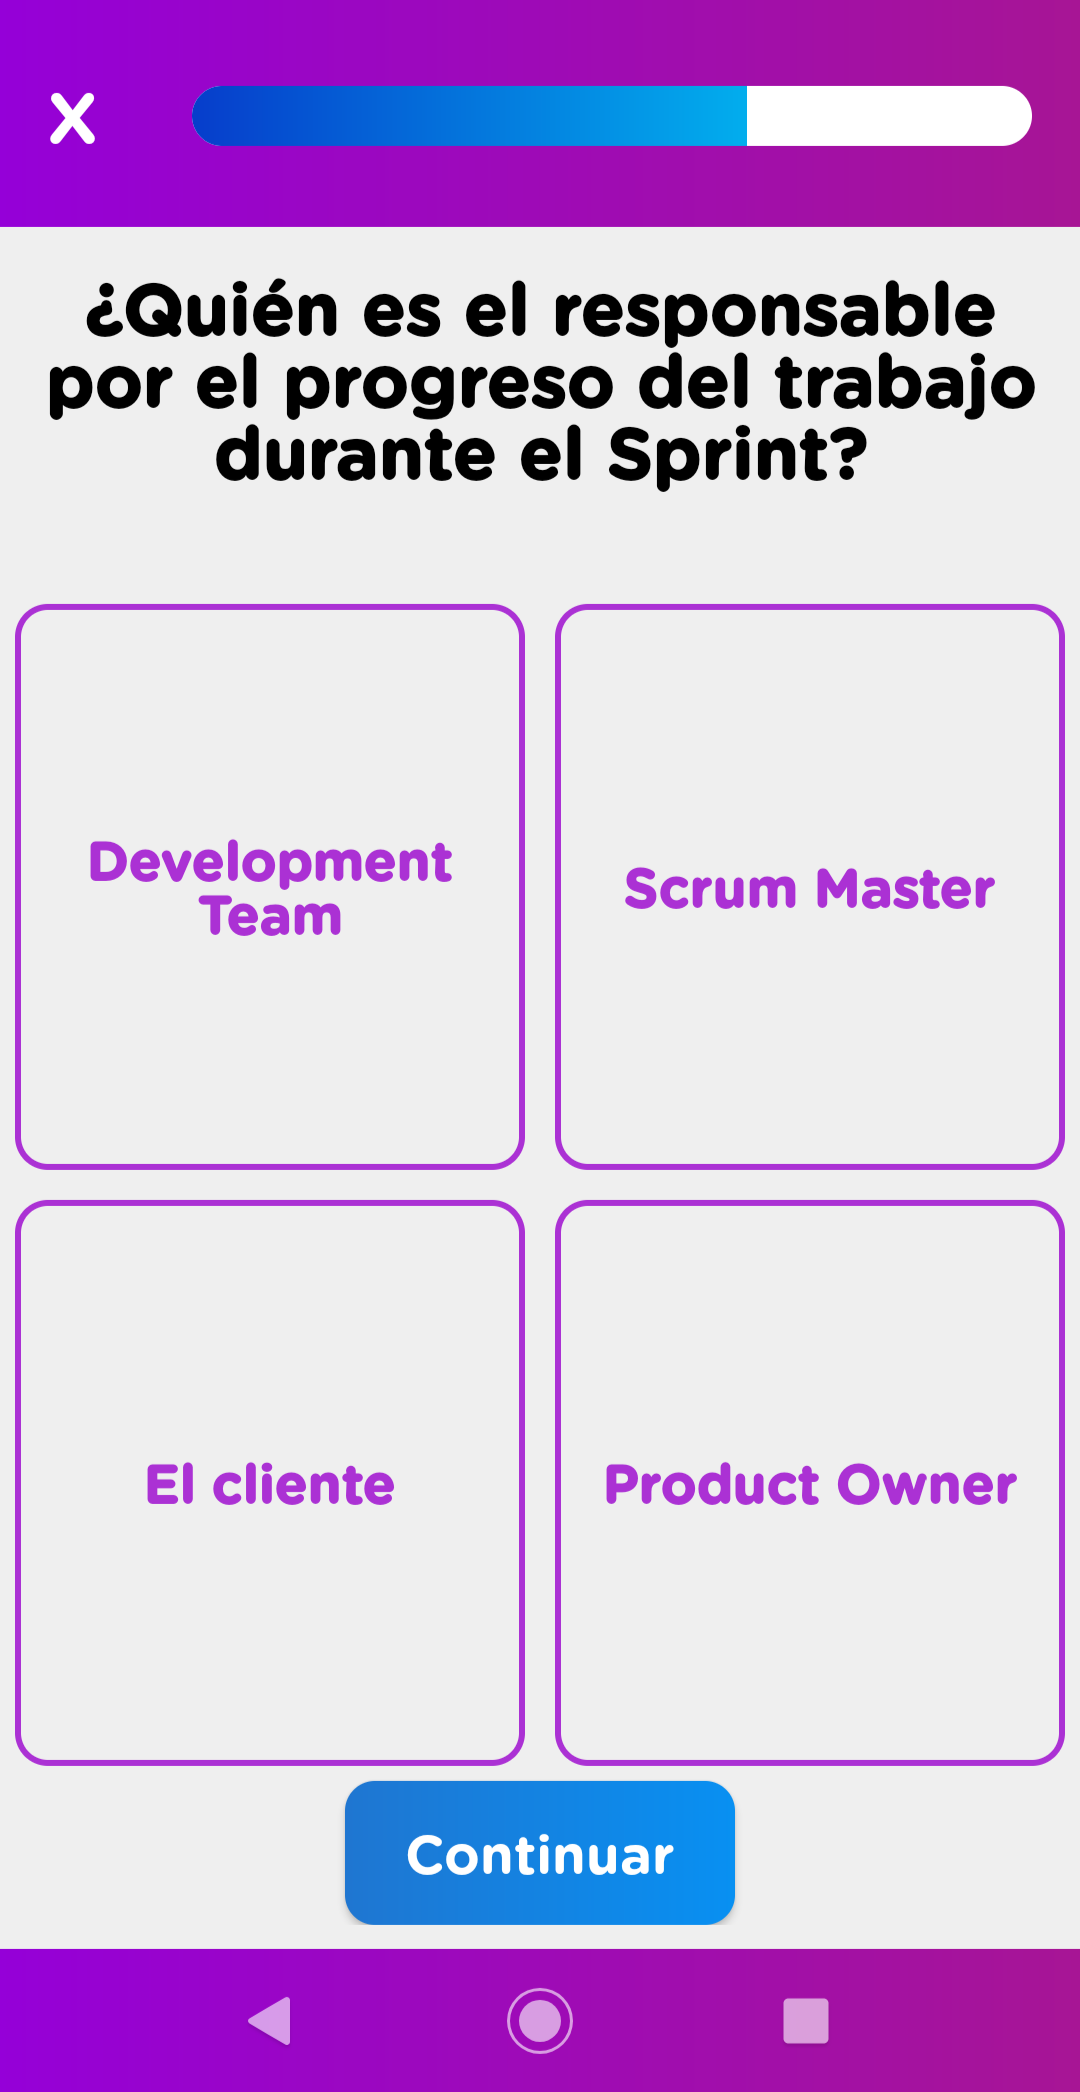 X
¿Quién es el responsable
por el progreso del trabajo
durante el Sprint?
Development
Team
Scrum Master
El cliente
Product Owner
Continuar